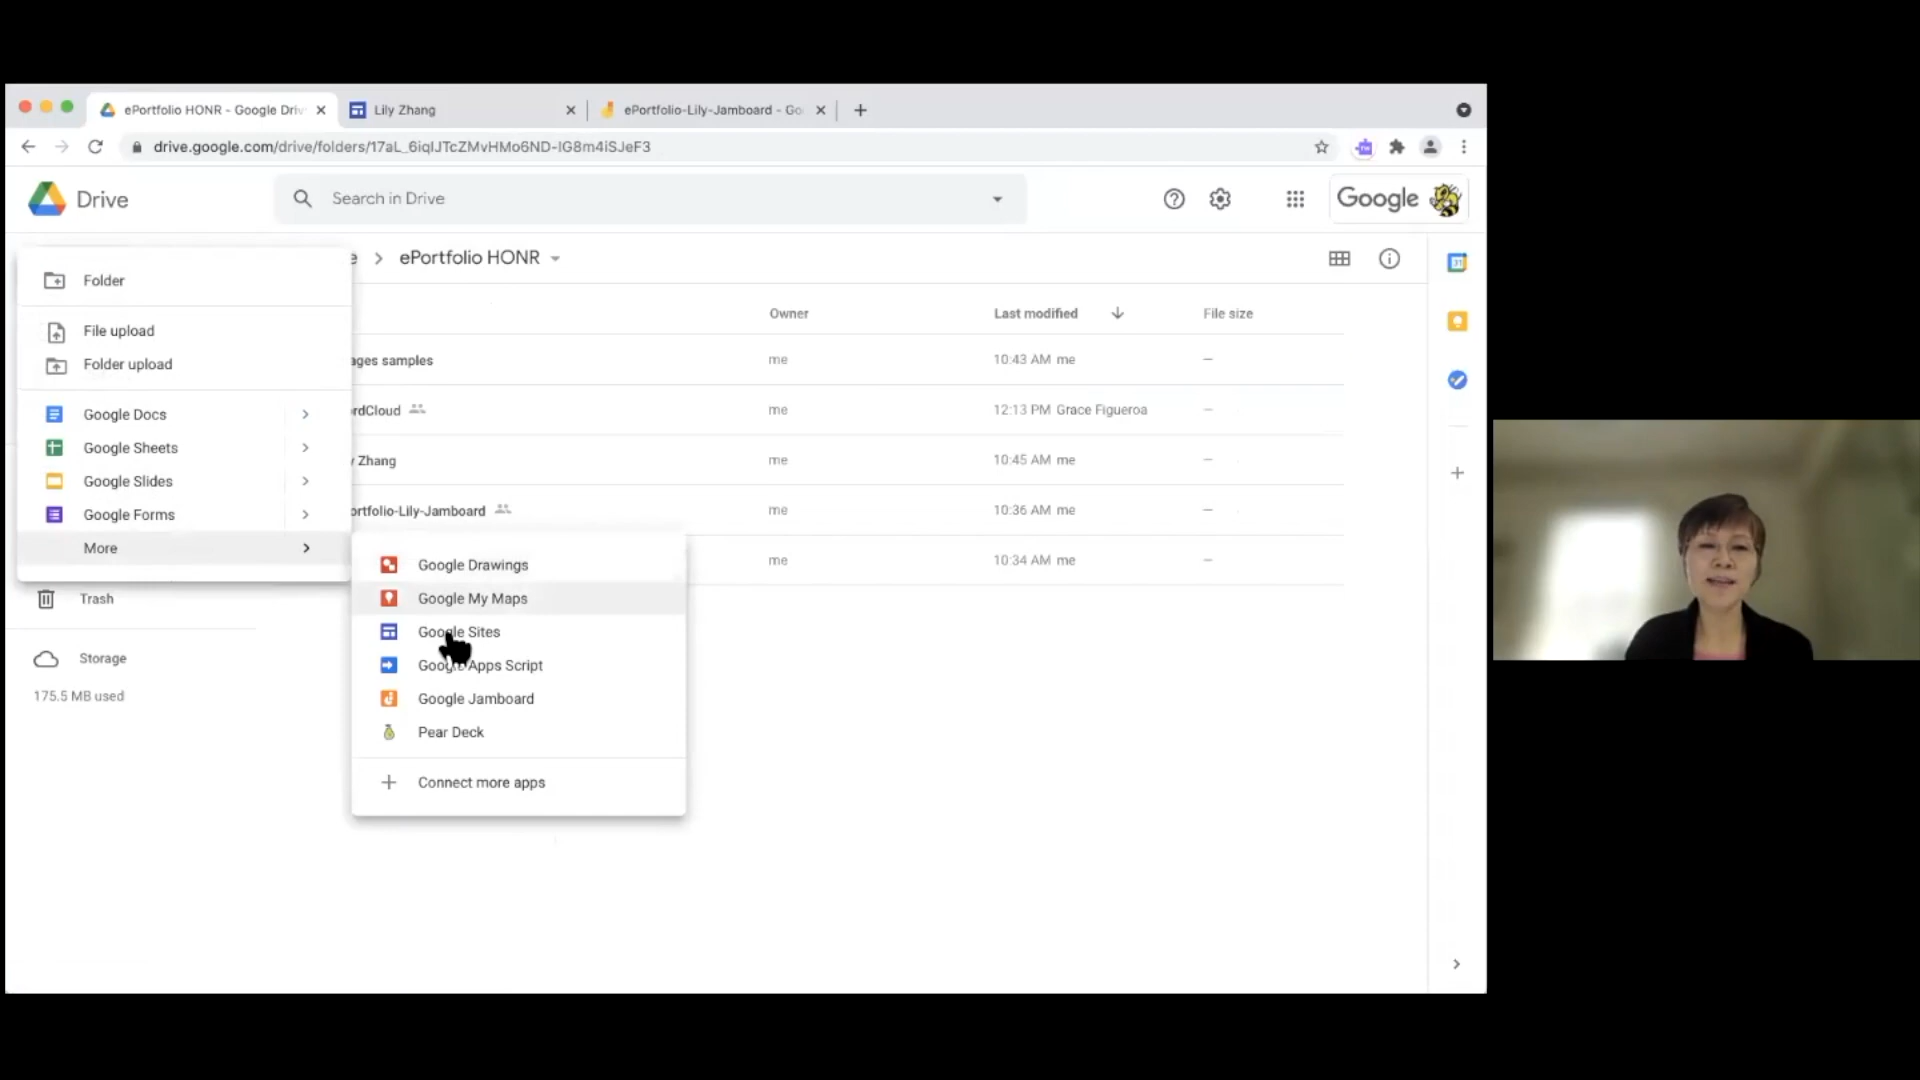 ePortfolio HONR - Google Driv
Lily Zhang
ePortfolio-Lily-Jamboard - Go
drive.google.com/drive/folders/17aL_6iqIJTcZMvHMo6ND-IG8m4iSJeF3
Drive
Search in Drive
Google
e > ePortfolio HONR
Folder
File upload
Folder upload
Google Docs
Google Sheets
Google Slides
Google Forms
More
Trash
Storage
175.5 MB used
Owner Last modified File size
ages samples me 10:43 AM me –
rdCloud me 12:13 PM Grace Figueroa –
y Zhang me 10:45 AM me –
ortfolio-Lily-Jamboard me 10:36 AM me –
me 10:34 AM me –
Google Drawings
Google My Maps
Google Sites
Google Apps Script
Google Jamboard
Pear Deck
Connect more apps
31